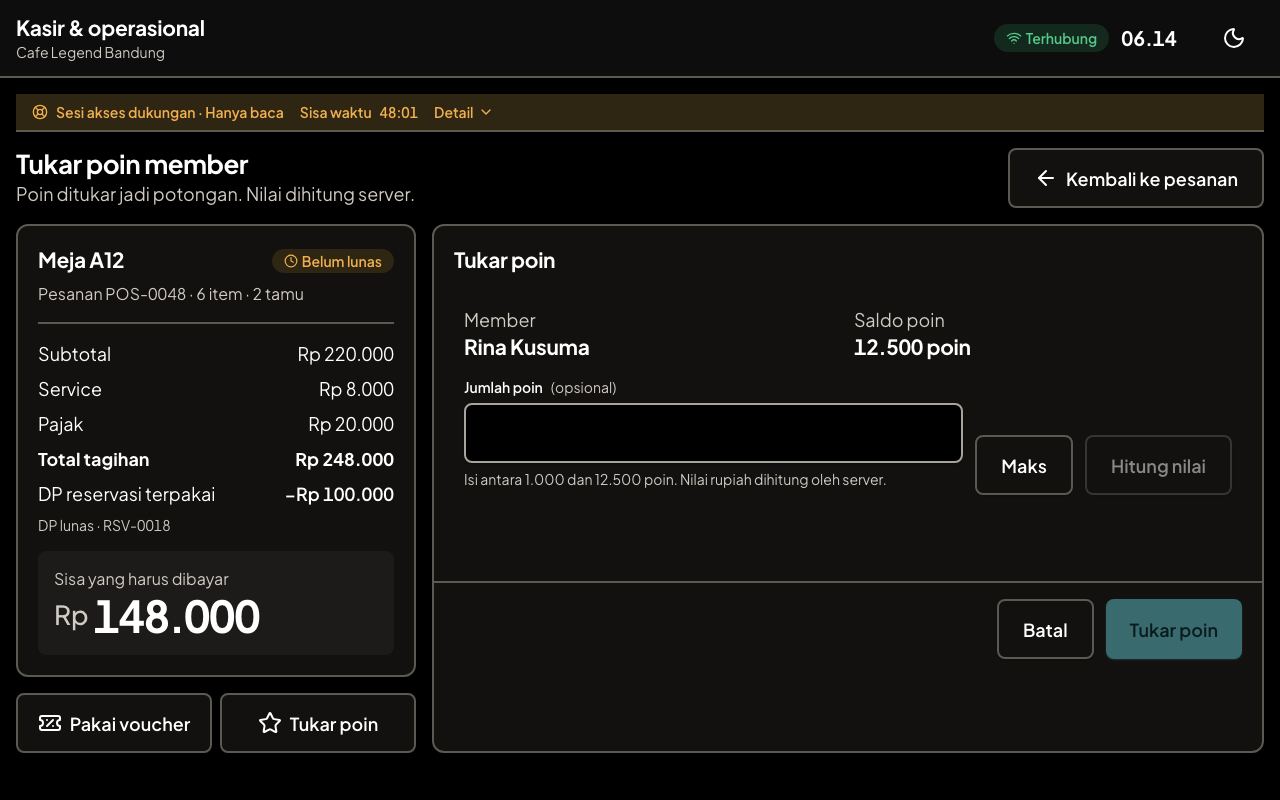 Kasir & operasional
Cafe Legend Bandung
Terhubung
06.14
Sesi akses dukungan · Hanya baca
Sisa waktu 48:01
Detail
Tukar poin member
Poin ditukar jadi potongan. Nilai dihitung server.
Kembali ke pesanan
Meja A12
Belum lunas
Pesanan POS-0048 · 6 item · 2 tamu
Subtotal Rp 220.000
Service Rp 8.000
Pajak Rp 20.000
Total tagihan Rp 248.000
DP reservasi terpakai −Rp 100.000
DP lunas · RSV-0018
Sisa yang harus dibayar
Rp 148.000
Pakai voucher
Tukar poin
Tukar poin
Member
Rina Kusuma
Saldo poin
12.500 poin
Jumlah poin (opsional)
Isi antara 1.000 dan 12.500 poin. Nilai rupiah dihitung oleh server.
Maks
Hitung nilai
Batal
Tukar poin